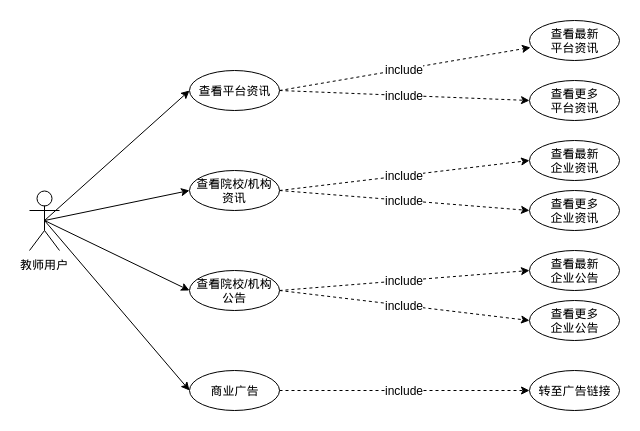 查看最新
平台资讯
include
查看平台资讯
include
查看更多
平台资讯
查看最新
企业资讯
include
查看院校/机构
资讯
include
查看更多
企业资讯
教师用户
查看最新
企业公告
include
查看院校/机构
公告
include
查看更多
企业公告
商业广告
include
转至广告链接